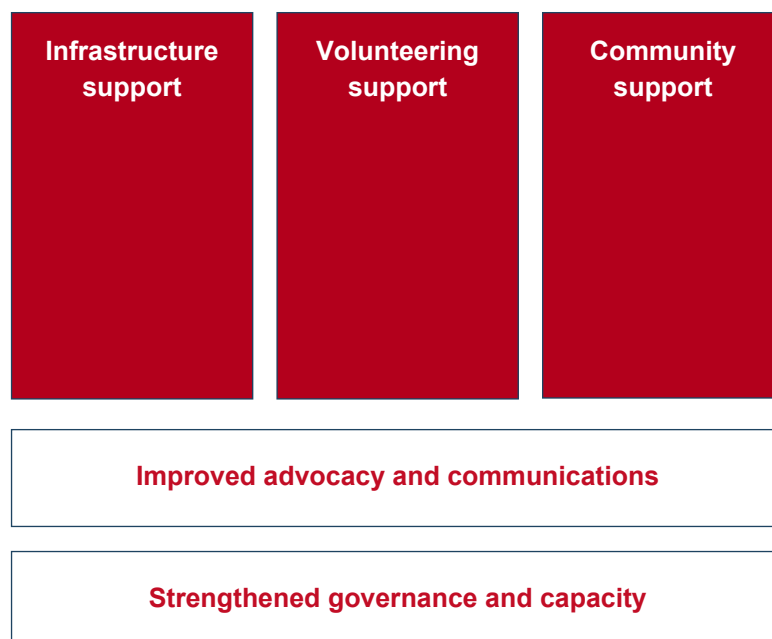 Infrastructure
support
Volunteering
support
Community
support
Improved advocacy and communications
Strengthened governance and capacity